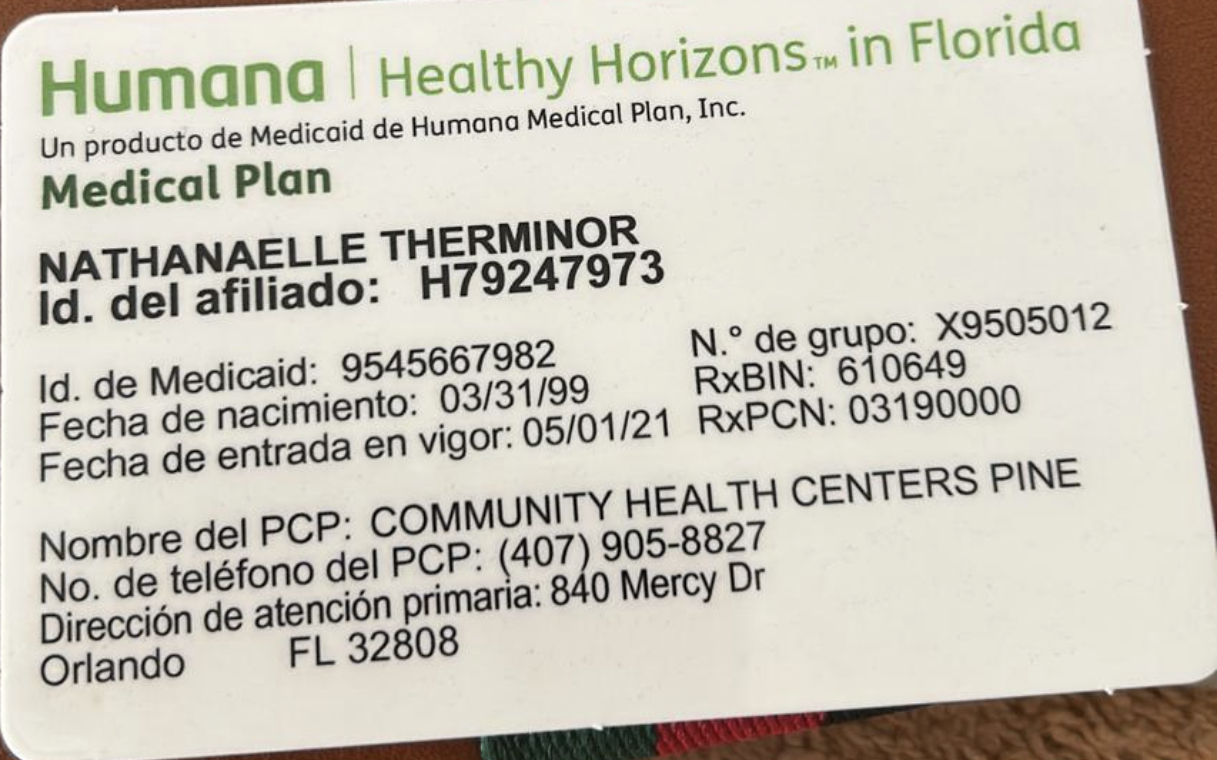 Humana | Healthy Horizons™ in Florida
Un producto de Medicaid de Humana Medical Plan, Inc.
Medical Plan
NATHANAELLE THERMINOR
Id. del afiliado: H79247973
Id. de Medicaid: 9545667982 N.° de grupo: X9505012
Fecha de nacimiento: 03/31/99 RxBIN: 610649
Fecha de entrada en vigor: 05/01/21 RxPCN: 03190000
Nombre del PCP: COMMUNITY HEALTH CENTERS PINE
No. de teléfono del PCP: (407) 905-8827
Dirección de atención primaria: 840 Mercy Dr
Orlando FL 32808